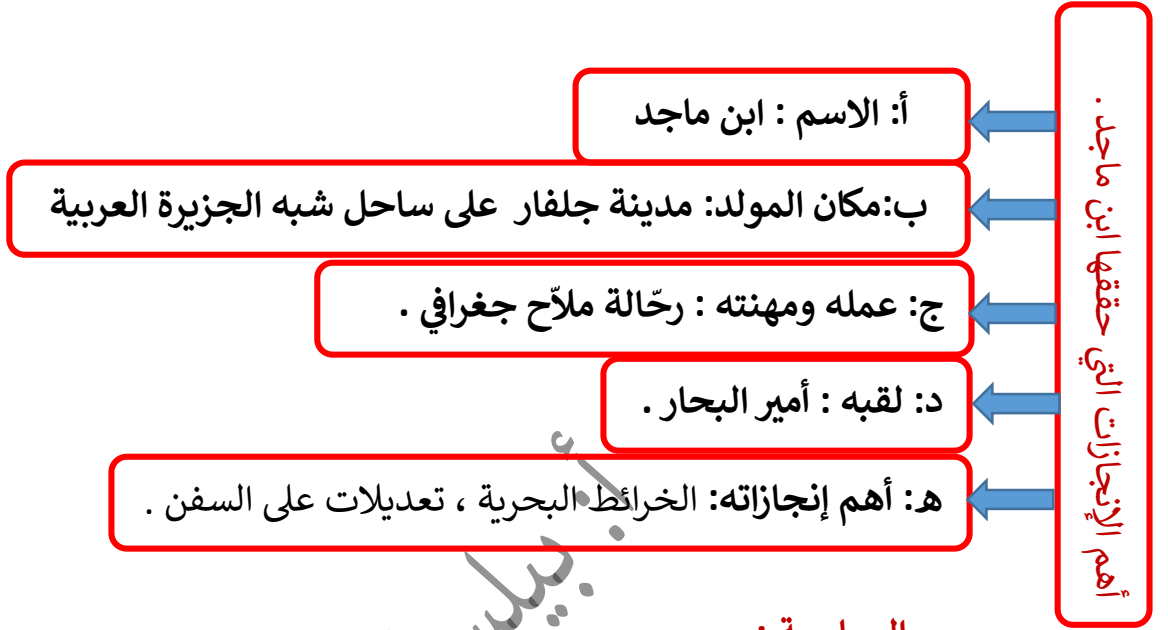 أهم الإنجازات التي حققها ابن ماجد .
أ: الاسم : ابن ماجد
ب:مكان المولد: مدينة جلفار على ساحل شبه الجزيرة العربية
ج: عمله ومهنته : رحّالة ملاّح جغرافي .
د: لقبه : أمير البحار .
ه: أهم إنجازاته: الخرائط البحرية ، تعديلات على السفن .